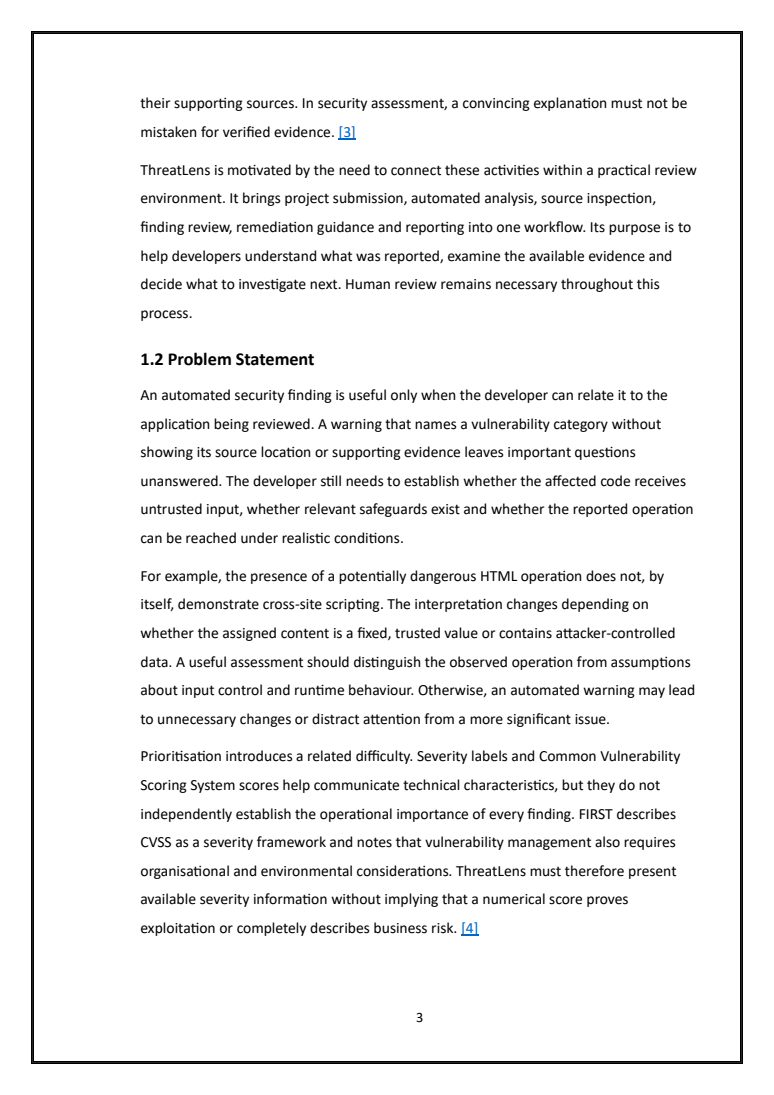 their supporting sources. In security assessment, a convincing explanation must not be
mistaken for verified evidence. [3]
ThreatLens is motivated by the need to connect these activities within a practical review
environment. It brings project submission, automated analysis, source inspection,
finding review, remediation guidance and reporting into one workflow. Its purpose is to
help developers understand what was reported, examine the available evidence and
decide what to investigate next. Human review remains necessary throughout this
process.
1.2 Problem Statement
An automated security finding is useful only when the developer can relate it to the
application being reviewed. A warning that names a vulnerability category without
showing its source location or supporting evidence leaves important questions
unanswered. The developer still needs to establish whether the affected code receives
untrusted input, whether relevant safeguards exist and whether the reported operation
can be reached under realistic conditions.
For example, the presence of a potentially dangerous HTML operation does not, by
itself, demonstrate cross-site scripting. The interpretation changes depending on
whether the assigned content is a fixed, trusted value or contains attacker-controlled
data. A useful assessment should distinguish the observed operation from assumptions
about input control and runtime behaviour. Otherwise, an automated warning may lead
to unnecessary changes or distract attention from a more significant issue.
Prioritisation introduces a related difficulty. Severity labels and Common Vulnerability
Scoring System scores help communicate technical characteristics, but they do not
independently establish the operational importance of every finding. FIRST describes
CVSS as a severity framework and notes that vulnerability management also requires
organisational and environmental considerations. ThreatLens must therefore present
available severity information without implying that a numerical score proves
exploitation or completely describes business risk. [4]
3